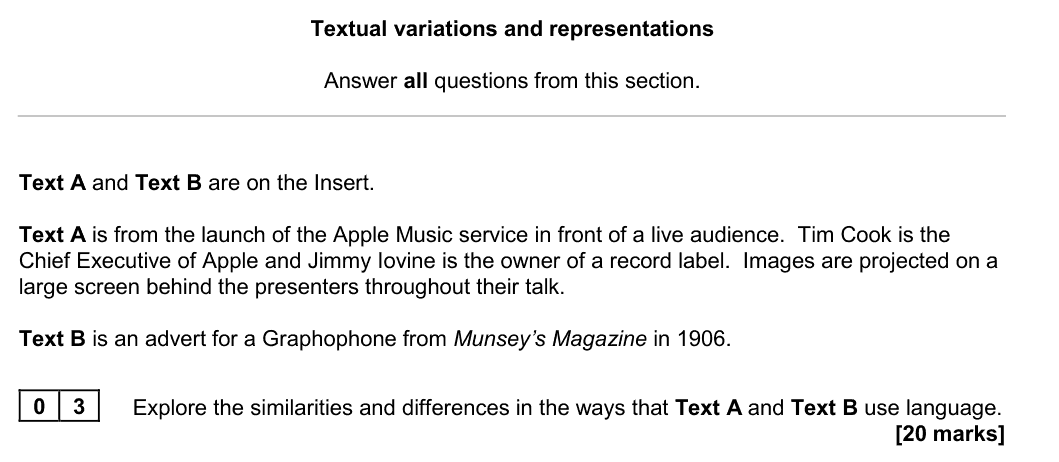 Textual variations and representations
Answer all questions from this section.
Text A and Text B are on the Insert.
Text A is from the launch of the Apple Music service in front of a live audience.  Tim Cook is the
Chief Executive of Apple and Jimmy Iovine is the owner of a record label.  Images are projected on a
large screen behind the presenters throughout their talk.
Text B is an advert for a Graphophone from Munsey's Magazine in 1906.
0 3 Explore the similarities and differences in the ways that Text A and Text B use language.
[20 marks]